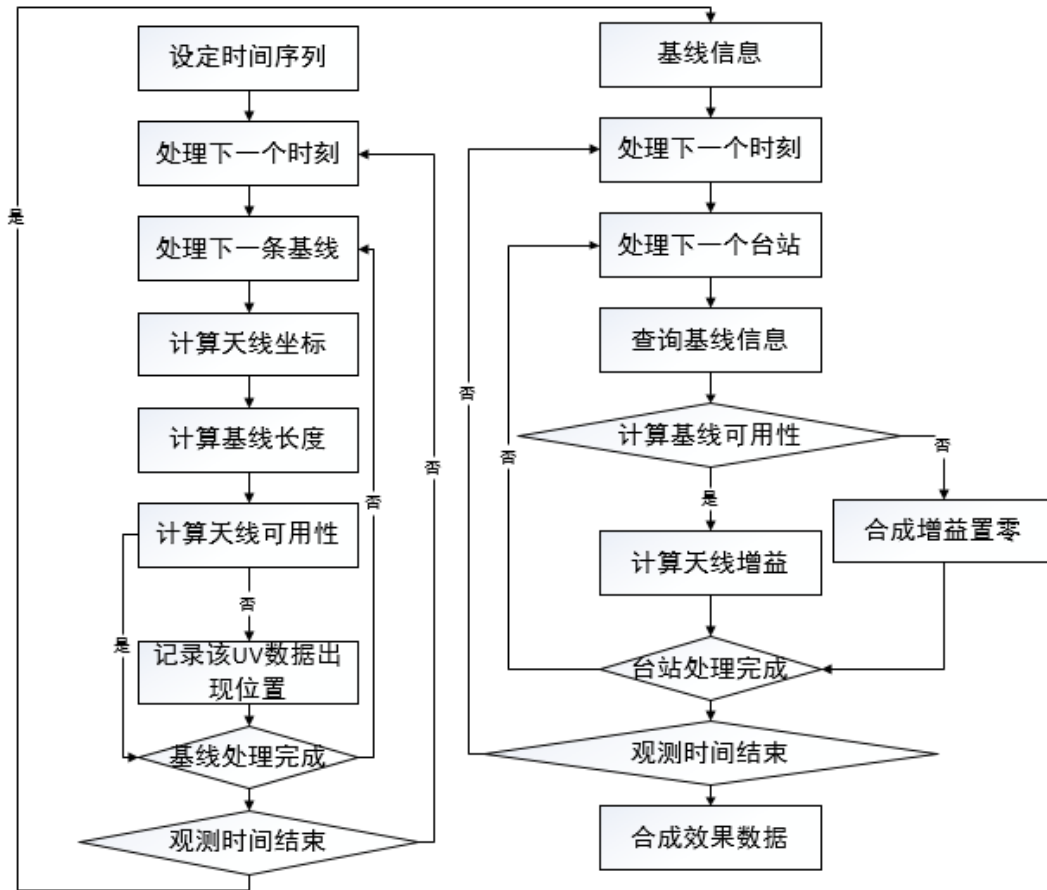 设定时间序列
处理下一个时刻
处理下一条基线
计算天线坐标
计算基线长度
计算天线可用性
否
是
记录该UV数据出
现位置
基线处理完成
否
观测时间结束
否
是
基线信息
处理下一个时刻
处理下一个台站
查询基线信息
计算基线可用性
否
是
合成增益置零
计算天线增益
台站处理完成
否
观测时间结束
否
合成效果数据